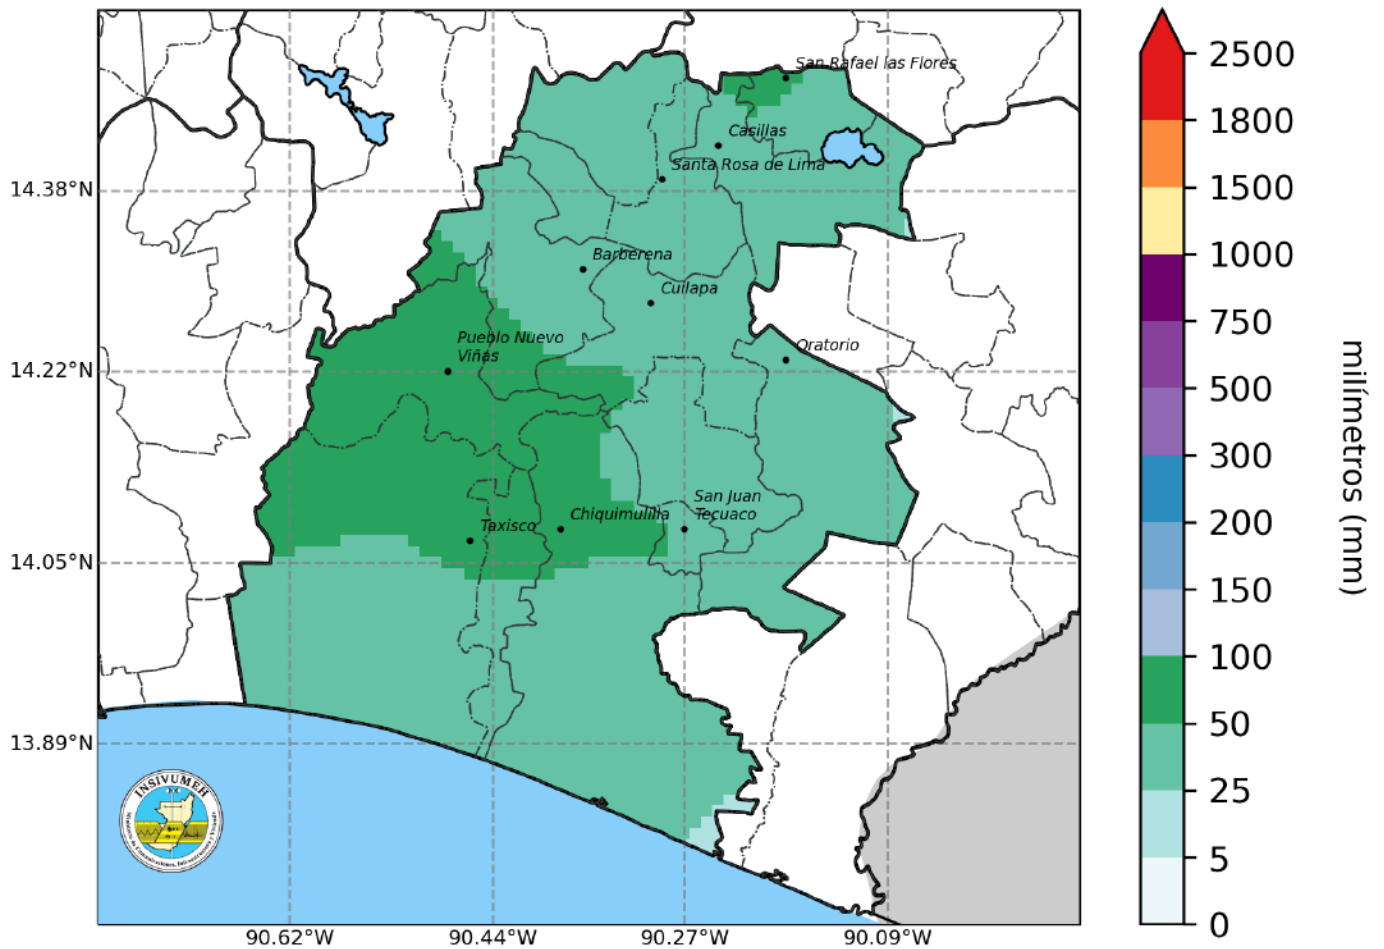 San Rafael las Flores
Casillas
Santa Rosa de Lima
Barberena
Cuilapa
Pueblo Nuevo
Viñas
Oratorio
San Juan
Tecuaco
Chiquimulilla
Taxisco
14.38°N
14.22°N
14.05°N
13.89°N
90.62°W
90.44°W
90.27°W
90.09°W
INSIVUMEH
2500
1800
1500
1000
750
500
300
200
150
100
50
25
5
0
milímetros (mm)